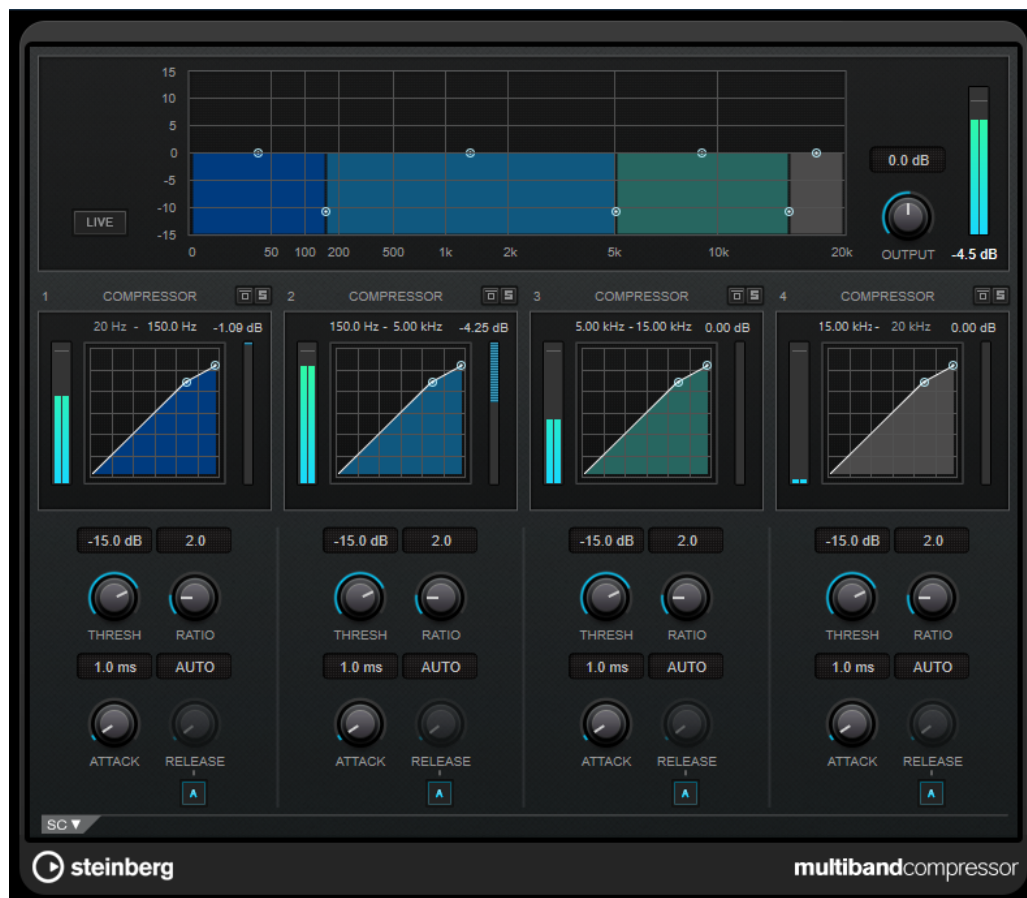 15
10
5
0
-5
-10
-15
LIVE
0 50 100 200 500 1k 2k 5k 10k 20k
0.0 dB
OUTPUT -4.5 dB
1 COMPRESSOR S 2 COMPRESSOR S 3 COMPRESSOR S 4 COMPRESSOR S
20 Hz - 150.0 Hz -1.09 dB 150.0 Hz - 5.00 kHz -4.25 dB 5.00 kHz - 15.00 kHz 0.00 dB 15.00 kHz - 20 kHz 0.00 dB
-15.0 dB 2.0 -15.0 dB 2.0 -15.0 dB 2.0 -15.0 dB 2.0
THRESH RATIO THRESH RATIO THRESH RATIO THRESH RATIO
1.0 ms AUTO 1.0 ms AUTO 1.0 ms AUTO 1.0 ms AUTO
ATTACK RELEASE ATTACK RELEASE ATTACK RELEASE ATTACK RELEASE
A A A A
SC ▼
steinberg multibandcompressor